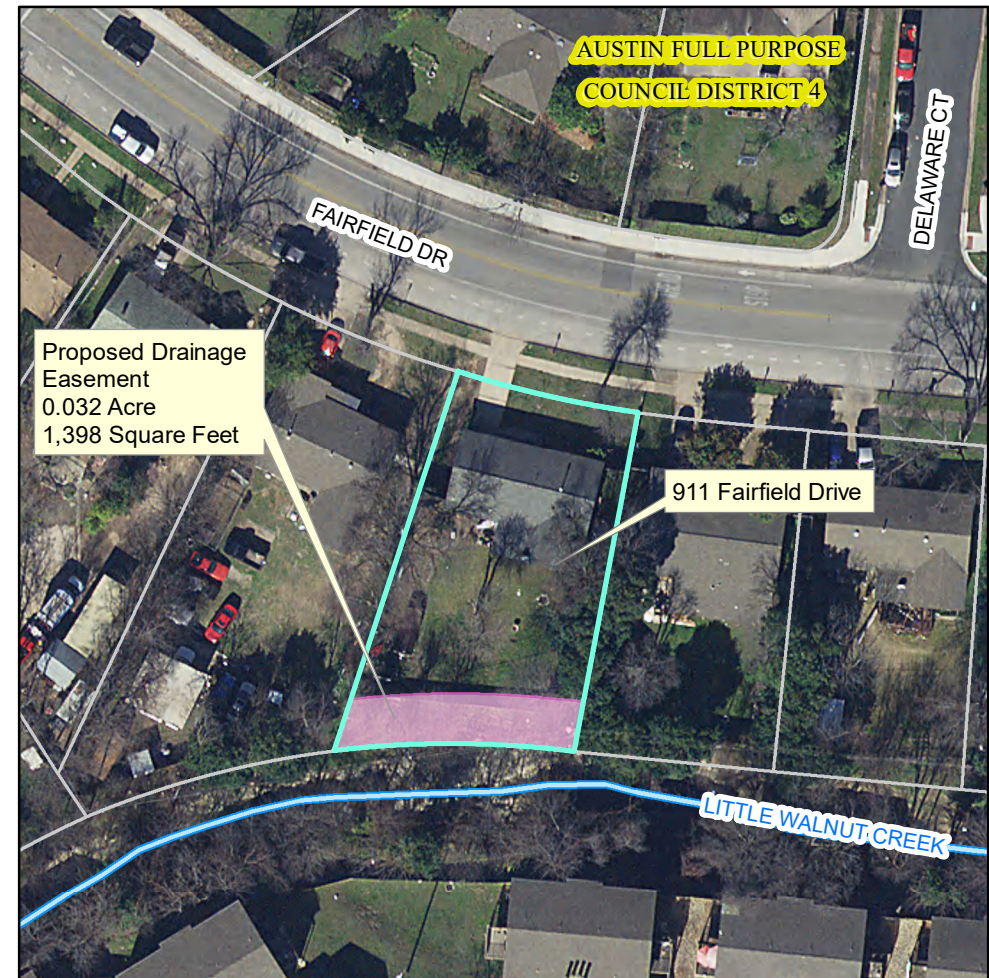 AUSTIN FULL PURPOSE
COUNCIL DISTRICT 4
DELAWARE CT
FAIRFIELD DR
STOP
Proposed Drainage
Easement
0.032 Acre
1,398 Square Feet
911 Fairfield Drive
LITTLE WALNUT CREEK